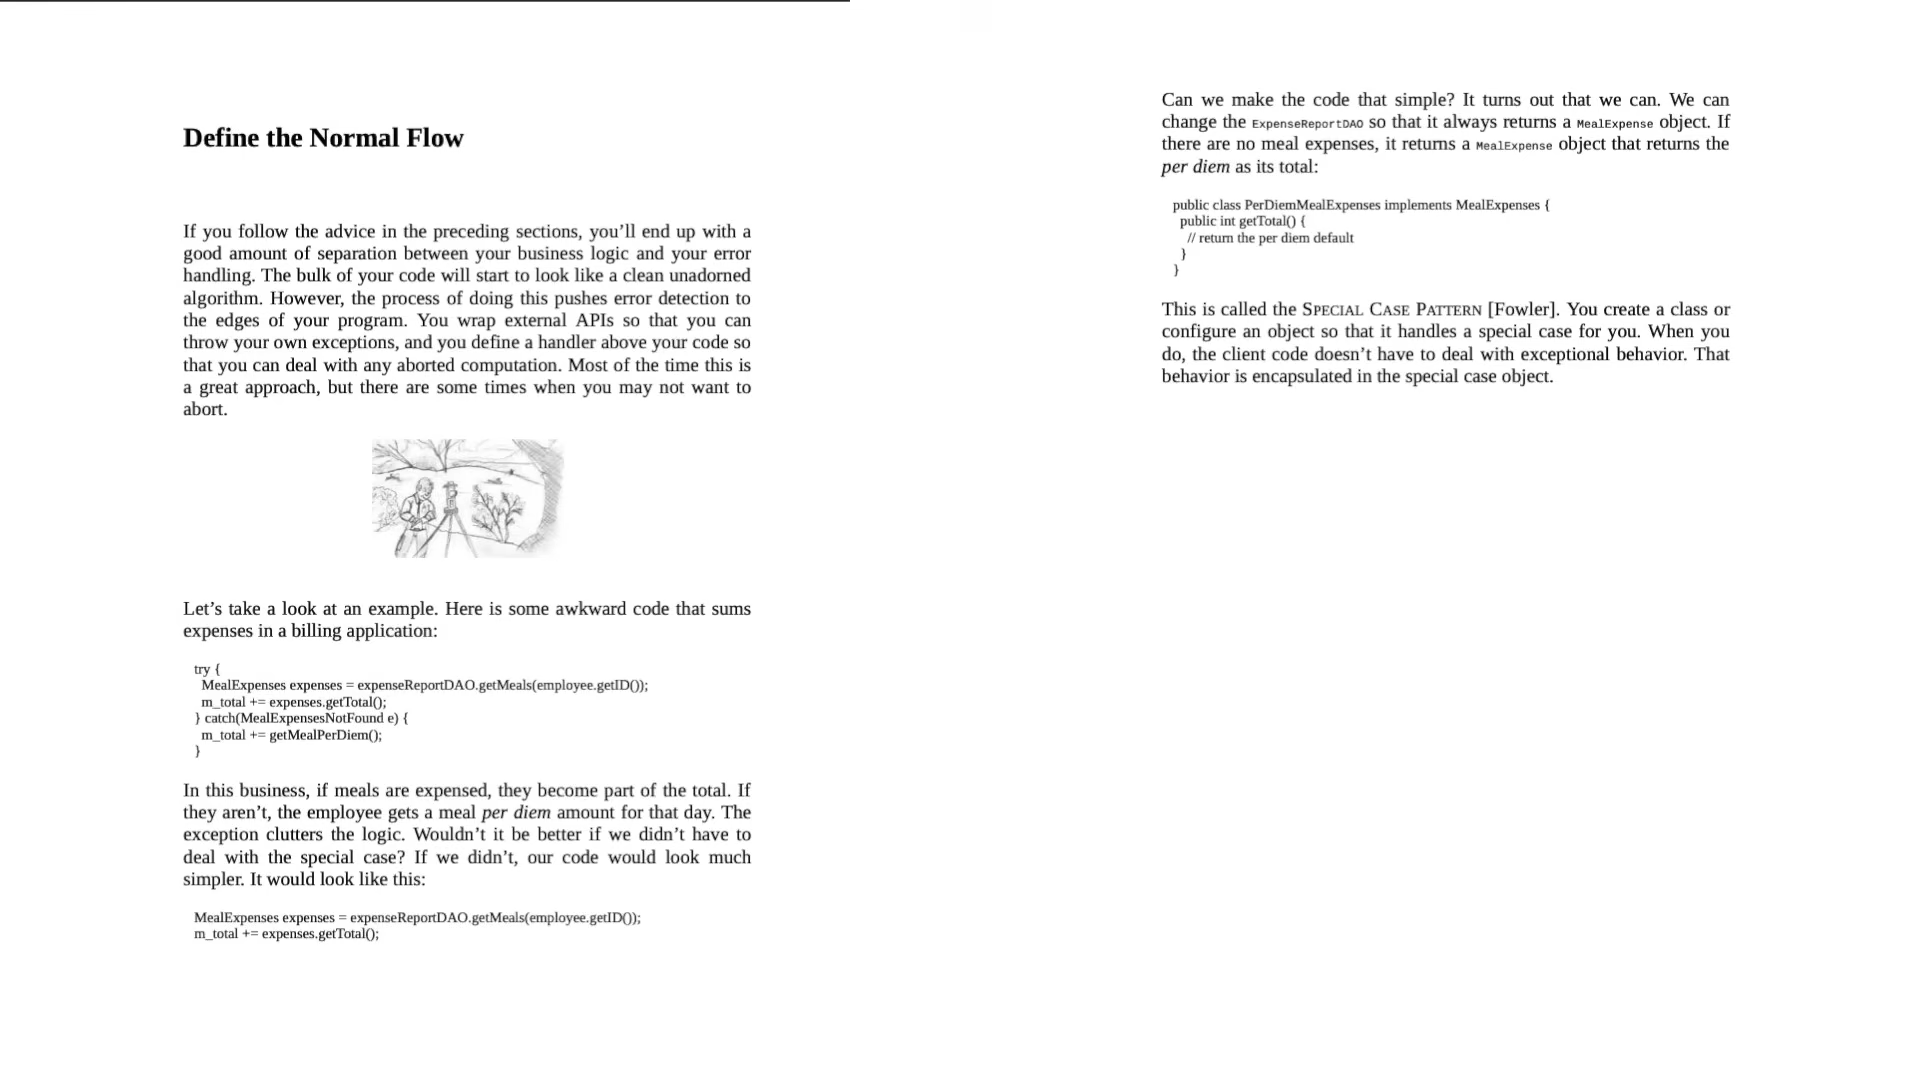 Define the Normal Flow
If you follow the advice in the preceding sections, you’ll end up with a
good amount of separation between your business logic and your error
handling. The bulk of your code will start to look like a clean unadorned
algorithm. However, the process of doing this pushes error detection to
the edges of your program. You wrap external APIs so that you can
throw your own exceptions, and you define a handler above your code so
that you can deal with any aborted computation. Most of the time this is
a great approach, but there are some times when you may not want to
abort.
Let’s take a look at an example. Here is some awkward code that sums
expenses in a billing application:
try {
MealExpenses expenses = expenseReportDAO.getMeals(employee.getID());
m_total += expenses.getTotal();
} catch(MealExpensesNotFound e) {
m_total += getMealPerDiem();
}
In this business, if meals are expensed, they become part of the total. If
they aren’t, the employee gets a meal per diem amount for that day. The
exception clutters the logic. Wouldn’t it be better if we didn’t have to
deal with the special case? If we didn’t, our code would look much
simpler. It would look like this:
MealExpenses expenses = expenseReportDAO.getMeals(employee.getID());
m_total += expenses.getTotal();
Can we make the code that simple? It turns out that we can. We can
change the ExpenseReportDAO so that it always returns a MealExpense object. If
there are no meal expenses, it returns a MealExpense object that returns the
per diem as its total:
public class PerDiemMealExpenses implements MealExpenses {
public int getTotal() {
// return the per diem default
}
}
This is called the SPECIAL CASE PATTERN [Fowler]. You create a class or
configure an object so that it handles a special case for you. When you
do, the client code doesn’t have to deal with exceptional behavior. That
behavior is encapsulated in the special case object.